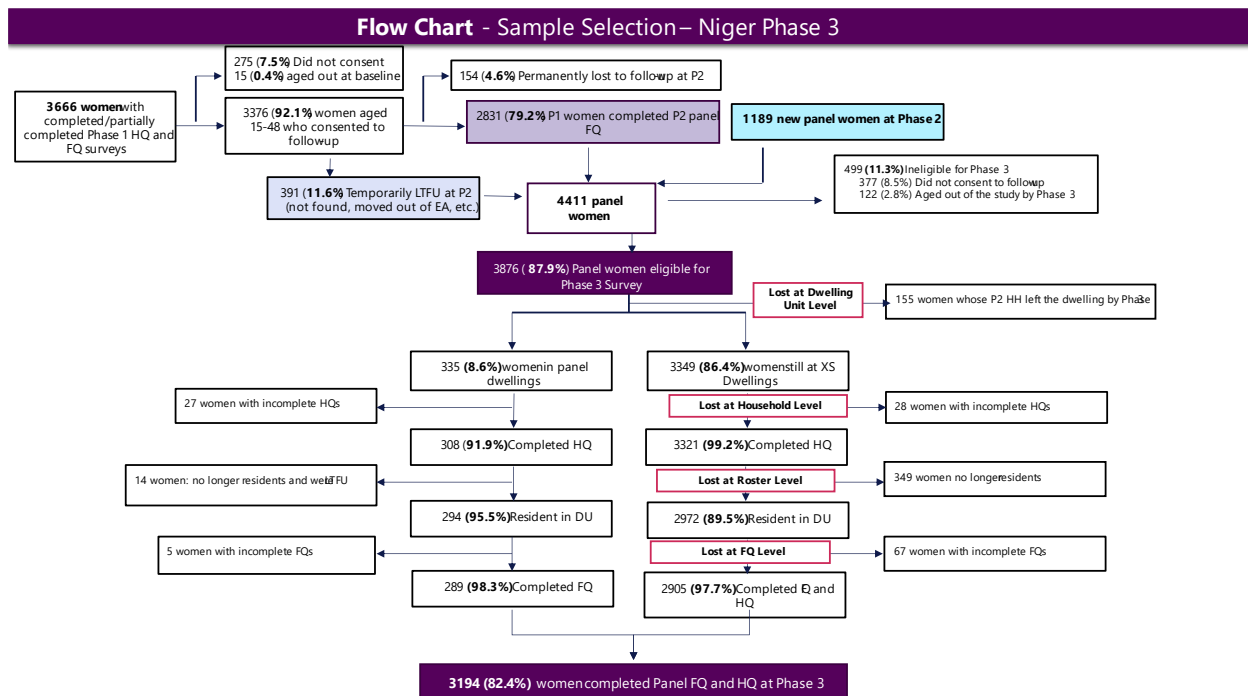 Flow Chart - Sample Selection – Niger Phase 3
275 (7.5%) Did not consent
15 (0.4%) aged out at baseline
154 (4.6%) Permanently lost to follow-up at P2
3666 women with
completed/partially
completed Phase 1 HQ and
FQ surveys
3376 (92.1%) women aged
15-48 who consented to
follow-up
2831 (79.2%) P1 women completed P2 panel
FQ
1189 new panel women at Phase 2
391 (11.6%) Temporarily LTFU at P2
(not found, moved out of EA, etc.)
4411 panel
women
499 (11.3%) Ineligible for Phase 3
377 (8.5%) Did not consent to follow-up
122 (2.8%) Aged out of the study by Phase 3
3876 (87.9%) Panel women eligible for
Phase 3 Survey
Lost at Dwelling
Unit Level
155 women whose P2 HH left the dwelling by Phase 3
335 (8.6%) women in panel
dwellings
3349 (86.4%) women still at XS
Dwellings
27 women with incomplete HQs
Lost at Household Level
28 women with incomplete HQs
308 (91.9%) Completed HQ
3321 (99.2%) Completed HQ
14 women: no longer residents and were LTFU
Lost at Roster Level
349 women no longer residents
294 (95.5%) Resident in DU
2972 (89.5%) Resident in DU
5 women with incomplete FQs
Lost at FQ Level
67 women with incomplete FQs
289 (98.3%) Completed FQ
2905 (97.7%) Completed FQ and
HQ
3194 (82.4%) women completed Panel FQ and HQ at Phase 3